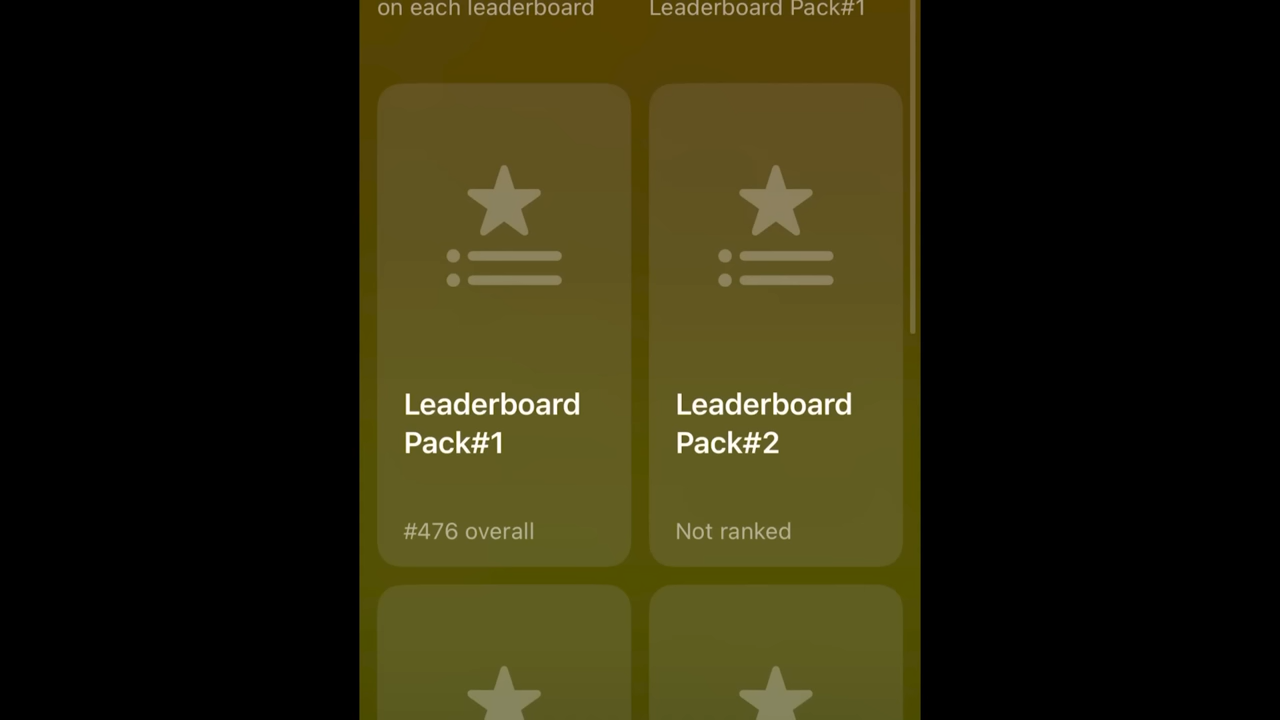 on each leaderboard
Leaderboard Pack#1
Leaderboard
Pack#1
#476 overall
Leaderboard
Pack#2
Not ranked